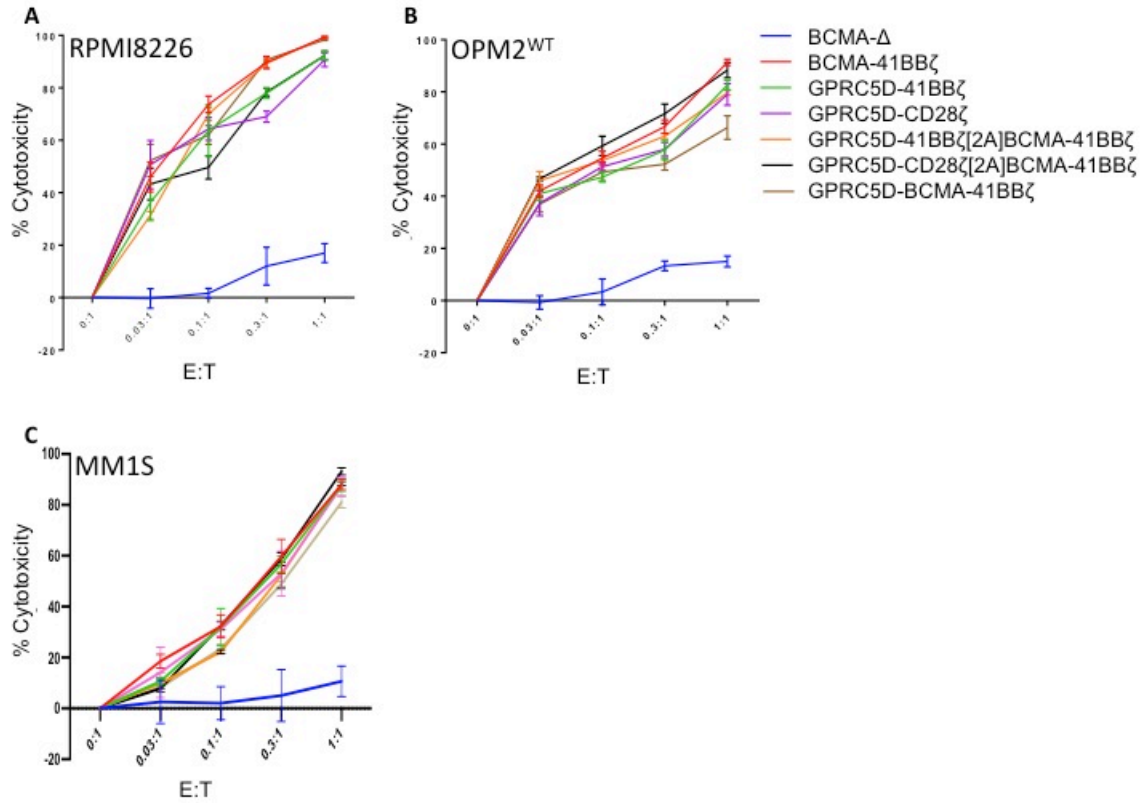 A
RPMI8226
100
80
60
40
20
0
-20
% Cytotoxicity
0:1
0.03:1
0.1:1
0.3:1
1:1
E:T
B
OPM2WT
100
80
60
40
20
0
-20
% Cytotoxicity
0:1
0.03:1
0.1:1
0.3:1
1:1
E:T
BCMA-Δ
BCMA-41BBζ
GPRC5D-41BBζ
GPRC5D-CD28ζ
GPRC5D-41BBζ[2A]BCMA-41BBζ
GPRC5D-CD28ζ[2A]BCMA-41BBζ
GPRC5D-BCMA-41BBζ
C
MM1S
100
80
60
40
20
0
-20
% Cytotoxicity
0:1
0.03:1
0.1:1
0.3:1
1:1
E:T